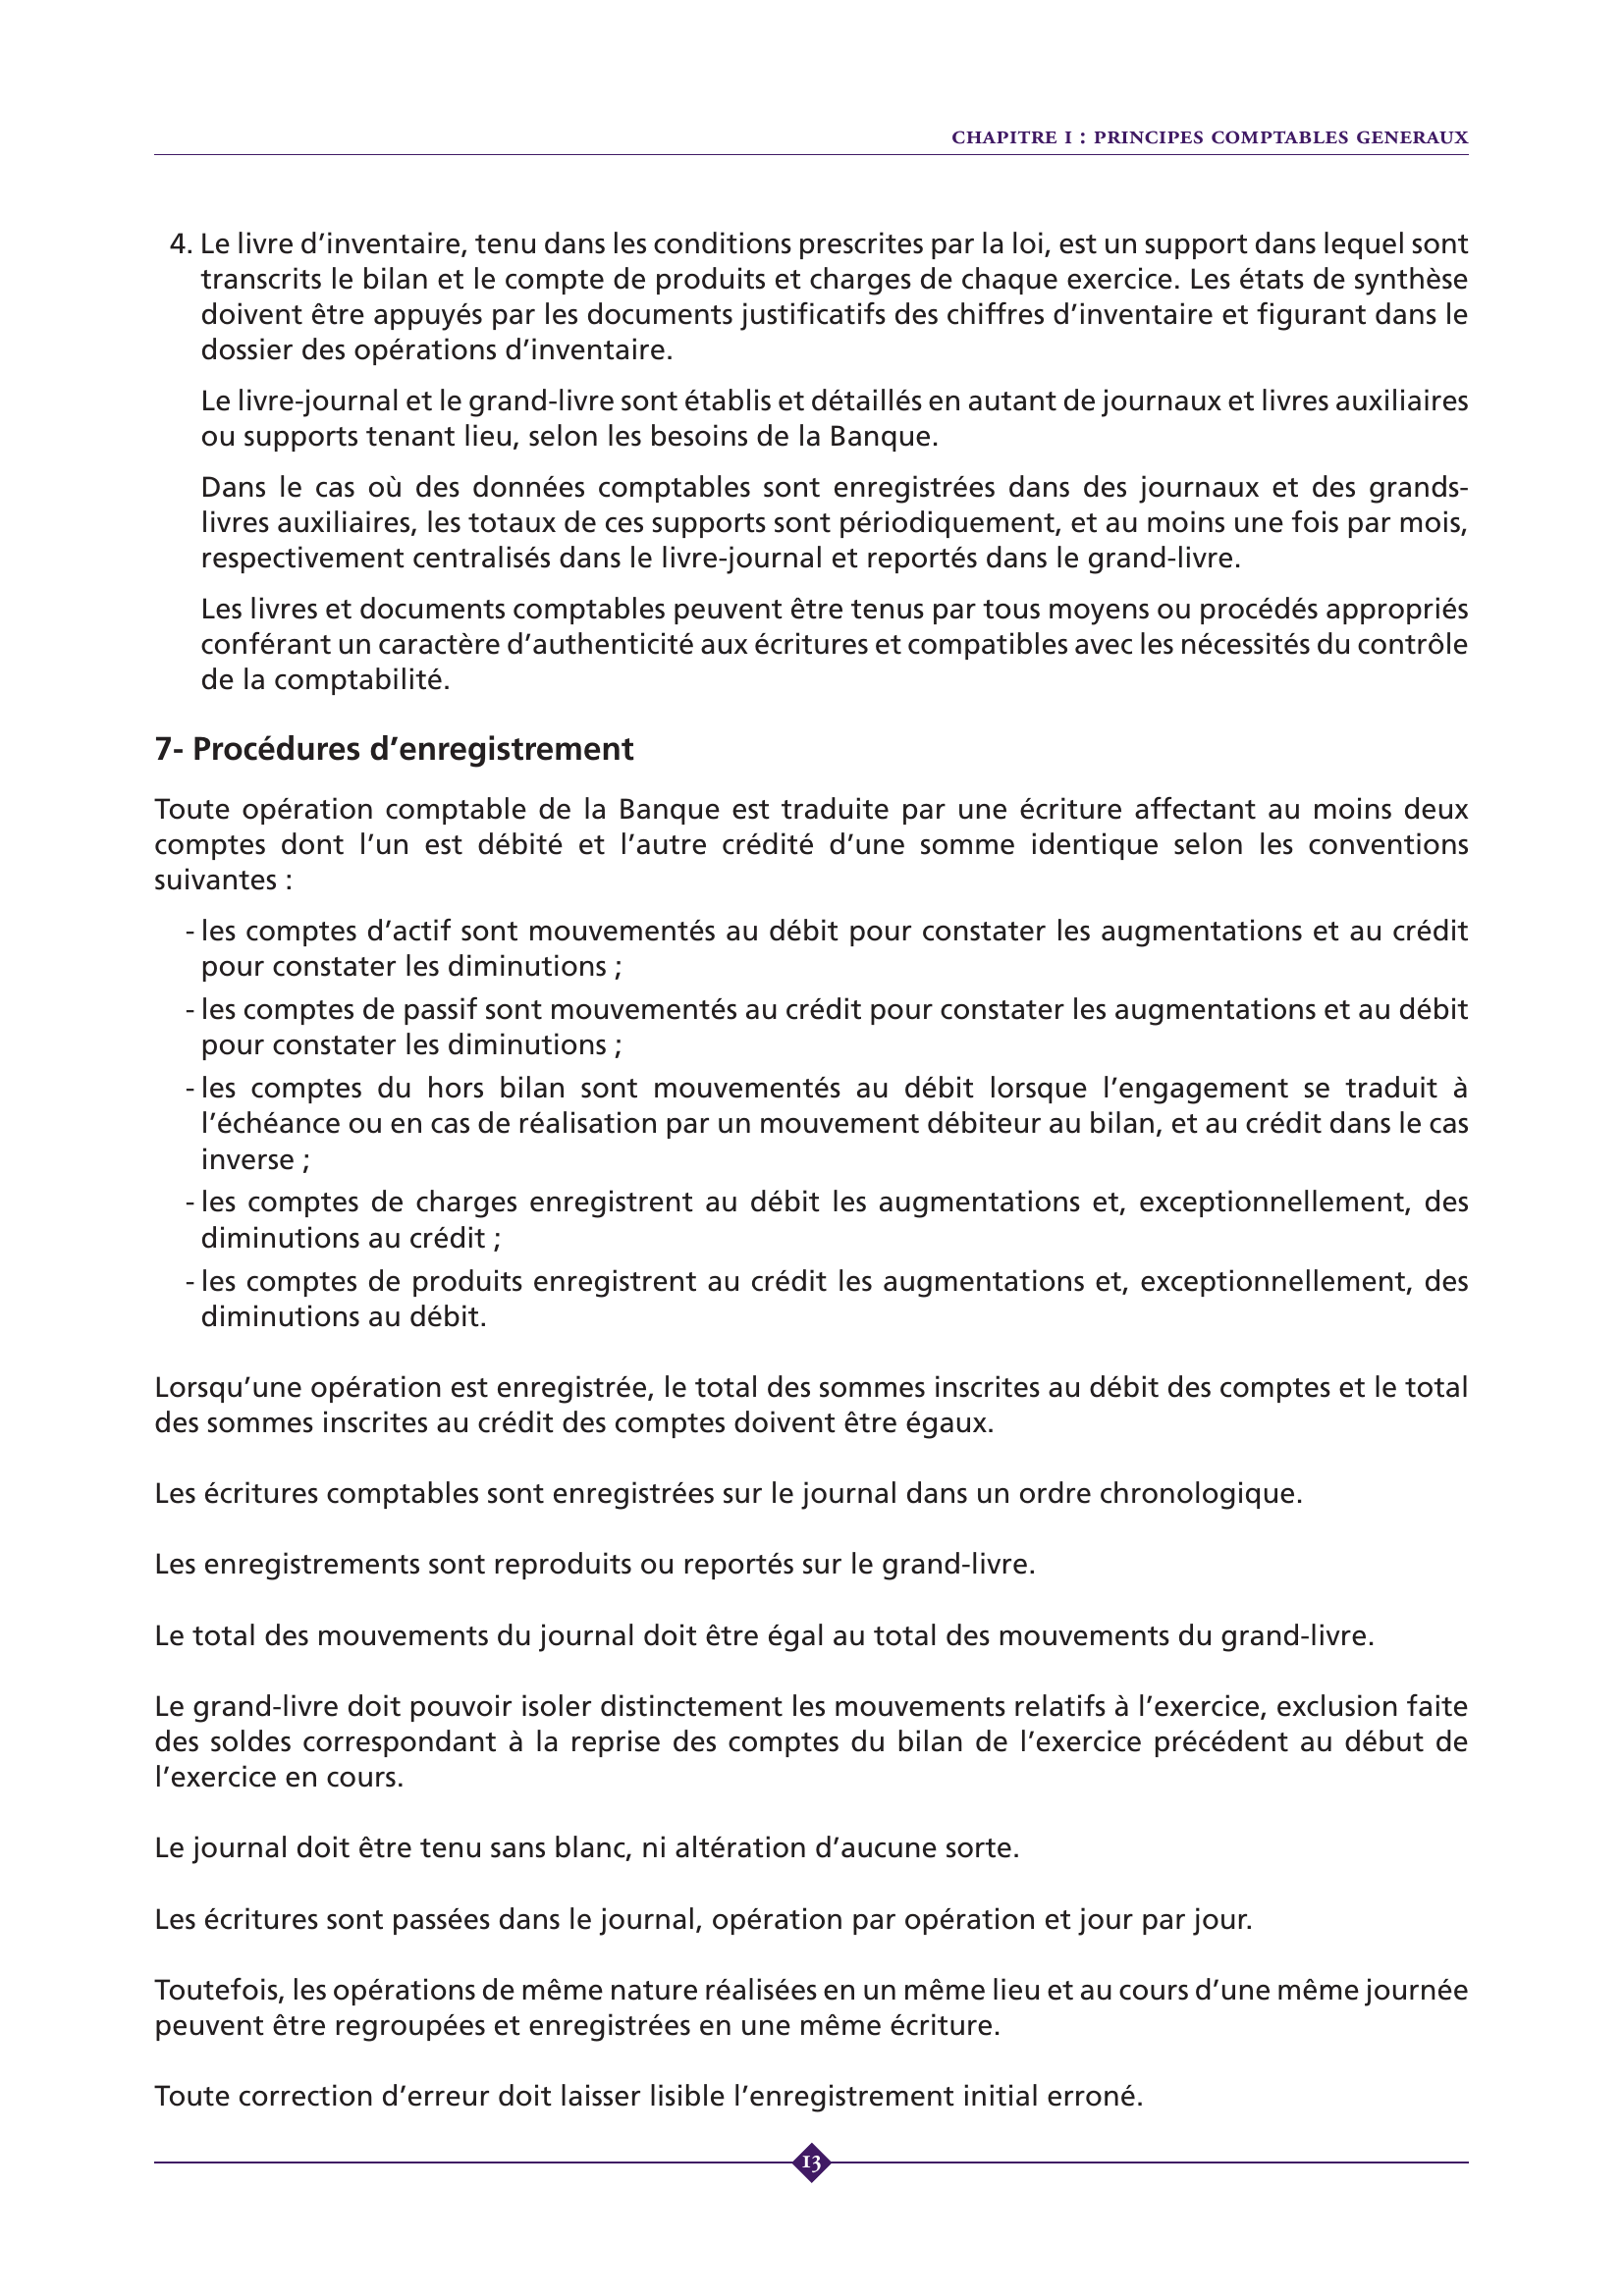 CHAPITRE I : PRINCIPES COMPTABLES GENERAUX
4. Le livre d’inventaire, tenu dans les conditions prescrites par la loi, est un support dans lequel sont
transcrits le bilan et le compte de produits et charges de chaque exercice. Les états de synthèse
doivent être appuyés par les documents justificatifs des chiffres d’inventaire et figurant dans le
dossier des opérations d’inventaire.
Le livre-journal et le grand-livre sont établis et détaillés en autant de journaux et livres auxiliaires
ou supports tenant lieu, selon les besoins de la Banque.
Dans le cas où des données comptables sont enregistrées dans des journaux et des grands-
livres auxiliaires, les totaux de ces supports sont périodiquement, et au moins une fois par mois,
respectivement centralisés dans le livre-journal et reportés dans le grand-livre.
Les livres et documents comptables peuvent être tenus par tous moyens ou procédés appropriés
conférant un caractère d’authenticité aux écritures et compatibles avec les nécessités du contrôle
de la comptabilité.
7- Procédures d’enregistrement
Toute opération comptable de la Banque est traduite par une écriture affectant au moins deux
comptes dont l’un est débité et l’autre crédité d’une somme identique selon les conventions
suivantes :
- les comptes d’actif sont mouvementés au débit pour constater les augmentations et au crédit
pour constater les diminutions ;
- les comptes de passif sont mouvementés au crédit pour constater les augmentations et au débit
pour constater les diminutions ;
- les comptes du hors bilan sont mouvementés au débit lorsque l’engagement se traduit à
l’échéance ou en cas de réalisation par un mouvement débiteur au bilan, et au crédit dans le cas
inverse ;
- les comptes de charges enregistrent au débit les augmentations et, exceptionnellement, des
diminutions au crédit ;
- les comptes de produits enregistrent au crédit les augmentations et, exceptionnellement, des
diminutions au débit.
Lorsqu’une opération est enregistrée, le total des sommes inscrites au débit des comptes et le total
des sommes inscrites au crédit des comptes doivent être égaux.
Les écritures comptables sont enregistrées sur le journal dans un ordre chronologique.
Les enregistrements sont reproduits ou reportés sur le grand-livre.
Le total des mouvements du journal doit être égal au total des mouvements du grand-livre.
Le grand-livre doit pouvoir isoler distinctement les mouvements relatifs à l’exercice, exclusion faite
des soldes correspondant à la reprise des comptes du bilan de l’exercice précédent au début de
l’exercice en cours.
Le journal doit être tenu sans blanc, ni altération d’aucune sorte.
Les écritures sont passées dans le journal, opération par opération et jour par jour.
Toutefois, les opérations de même nature réalisées en un même lieu et au cours d’une même journée
peuvent être regroupées et enregistrées en une même écriture.
Toute correction d’erreur doit laisser lisible l’enregistrement initial erroné.
13